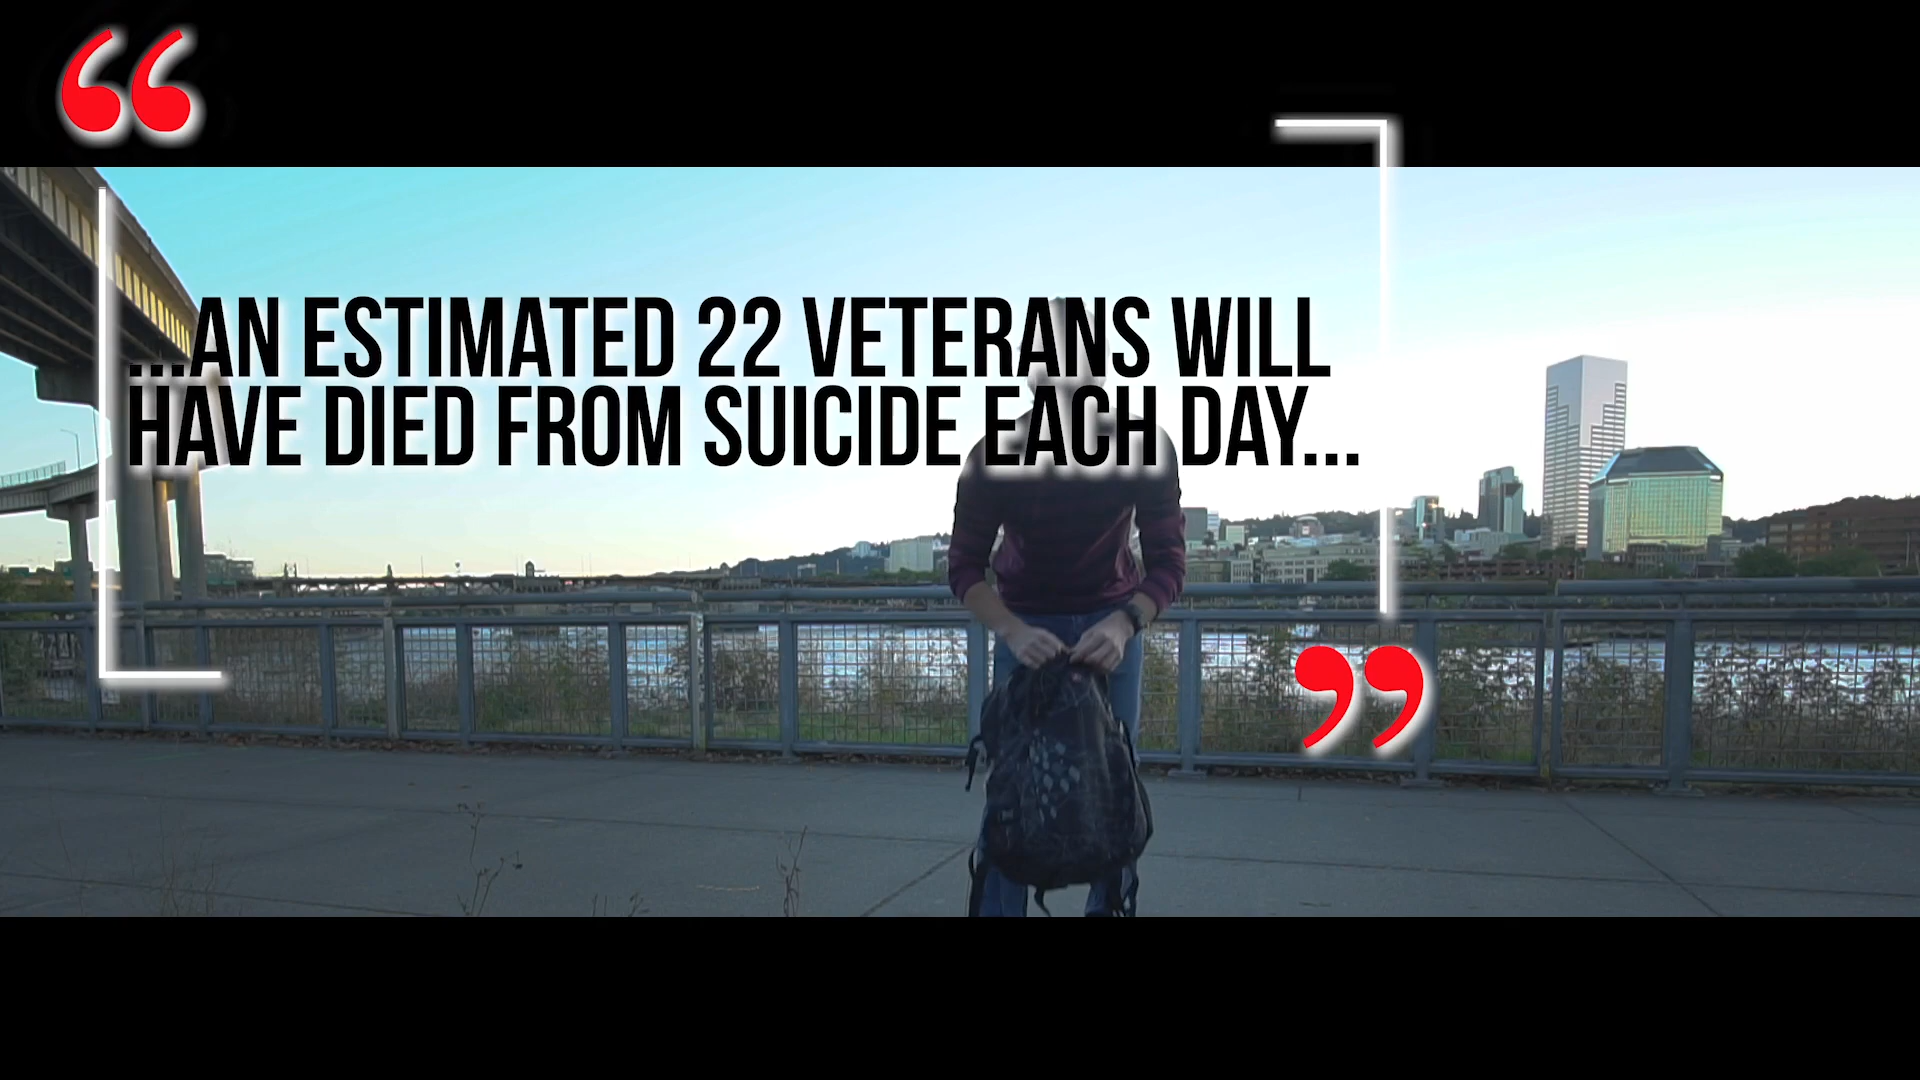 “
...AN ESTIMATED 22 VETERANS WILL
HAVE DIED FROM SUICIDE EACH DAY...
”